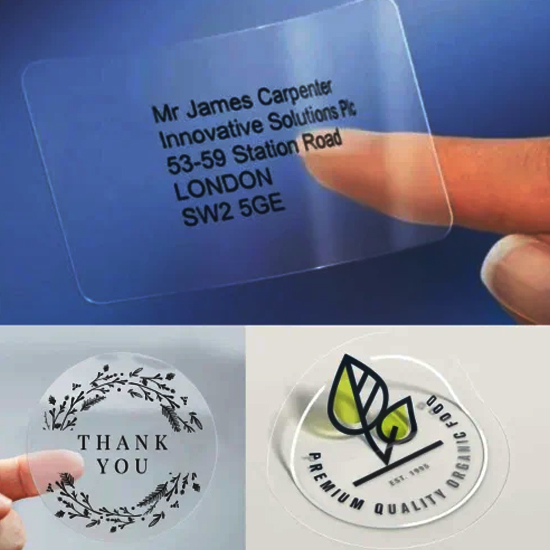 Mr James Carpenter
Innovative Solutions Plc
53-59 Station Road
LONDON
SW2 5GE
THANK
YOU
EST. 1995
PREMIUM QUALITY ORGANIC FOOD